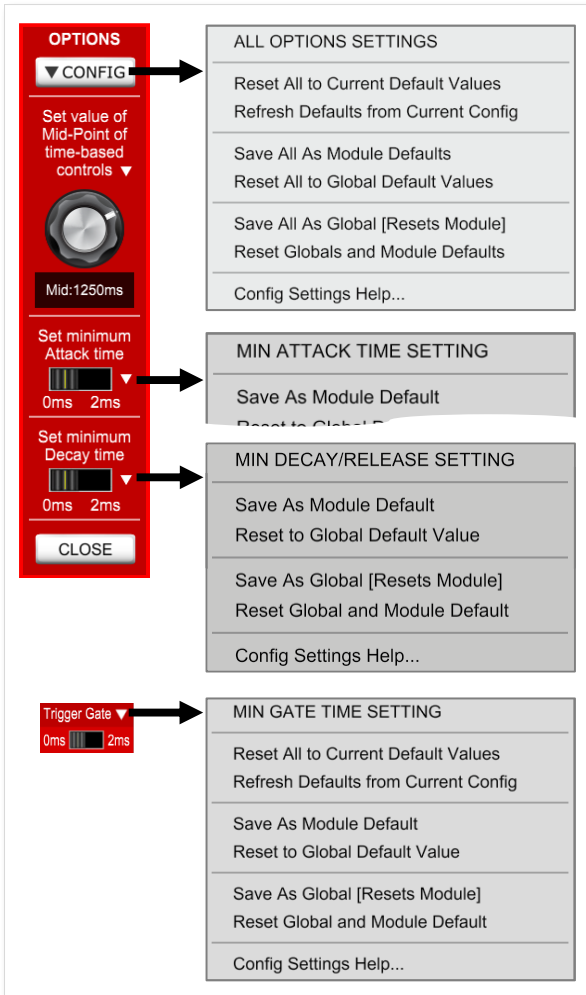 OPTIONS
▼ CONFIG
Set value of
Mid-Point of
time-based
controls ▼
Mid:1250ms
Set minimum
Attack time
▼
0ms 2ms
Set minimum
Decay time
▼
0ms 2ms
CLOSE
ALL OPTIONS SETTINGS
Reset All to Current Default Values
Refresh Defaults from Current Config
Save All As Module Defaults
Reset All to Global Default Values
Save All As Global [Resets Module]
Reset Globals and Module Defaults
Config Settings Help...
MIN ATTACK TIME SETTING
Save As Module Default
Reset to Global D
MIN DECAY/RELEASE SETTING
Save As Module Default
Reset to Global Default Value
Save As Global [Resets Module]
Reset Global and Module Default
Config Settings Help...
Trigger Gate ▼
0ms 2ms
MIN GATE TIME SETTING
Reset All to Current Default Values
Refresh Defaults from Current Config
Save As Module Default
Reset to Global Default Value
Save As Global [Resets Module]
Reset Global and Module Default
Config Settings Help...